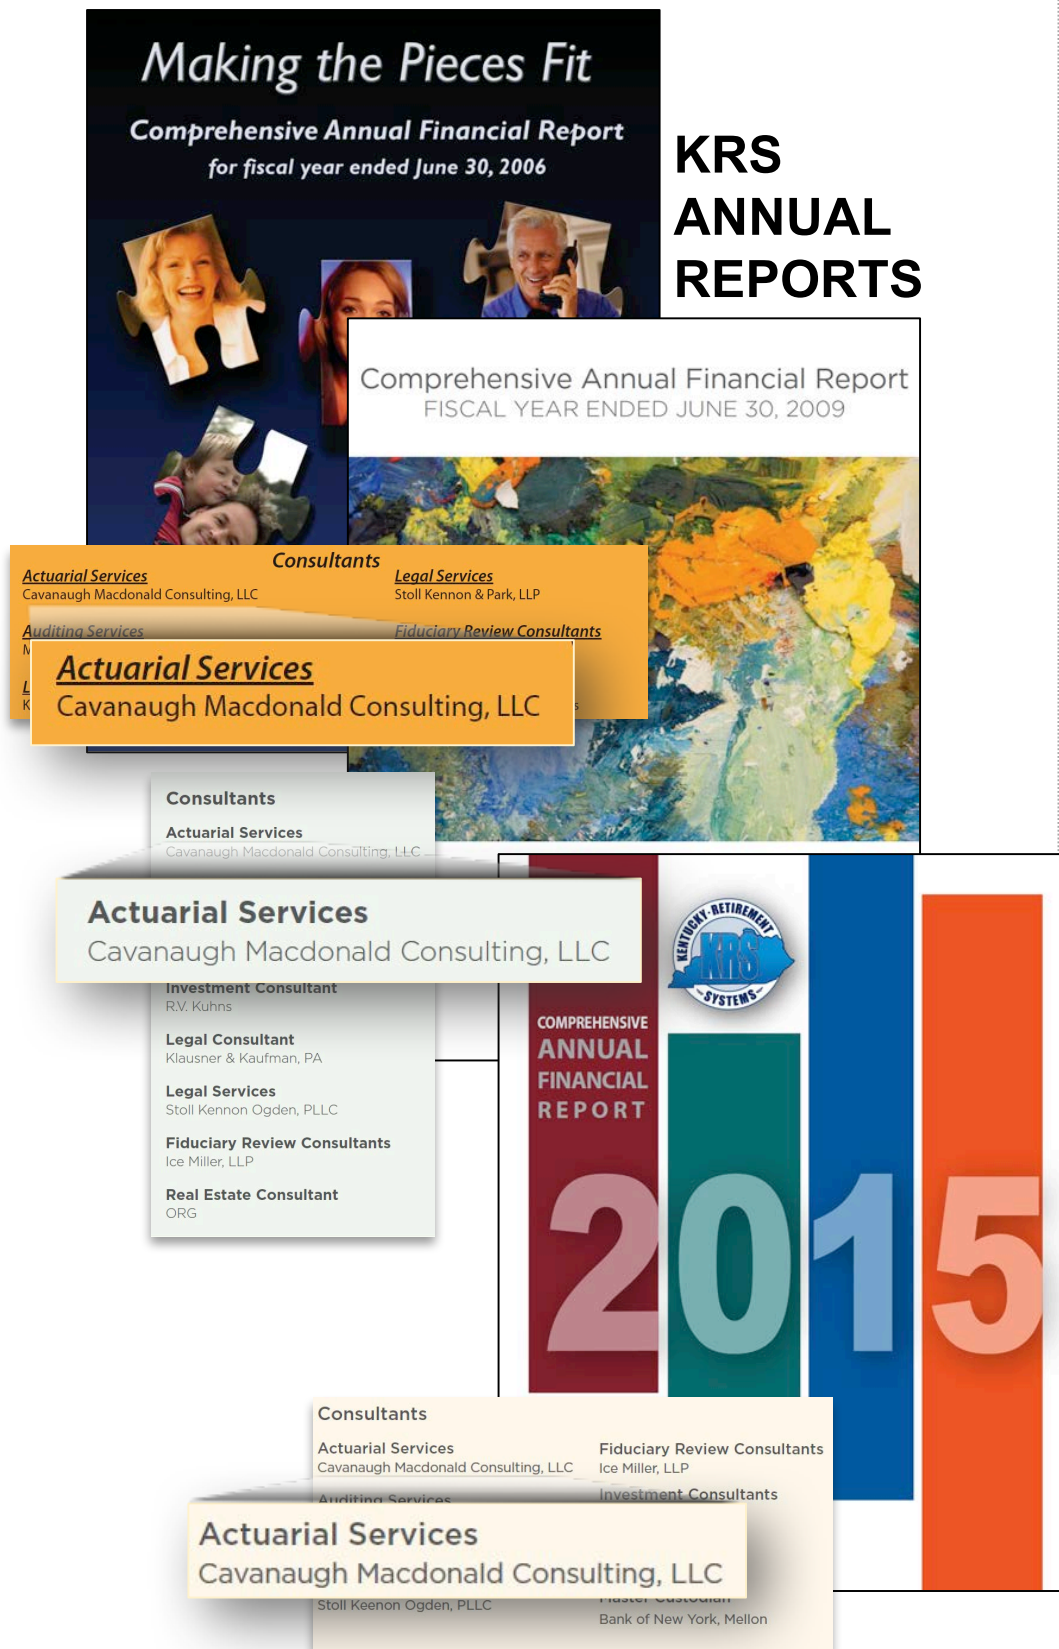 Making the Pieces Fit
Comprehensive Annual Financial Report
for fiscal year ended June 30, 2006
KRS
ANNUAL
REPORTS
Comprehensive Annual Financial Report
FISCAL YEAR ENDED JUNE 30, 2009
Consultants
Actuarial Services
Cavanaugh Macdonald Consulting, LLC
Legal Services
Stoll Kennon & Park, LLP
Auditing Services
Fiduciary Review Consultants
Actuarial Services
Cavanaugh Macdonald Consulting, LLC
Consultants
Actuarial Services
Cavanaugh Macdonald Consulting, LLC
Actuarial Services
Cavanaugh Macdonald Consulting, LLC
Investment Consultant
R.V. Kuhns
Legal Consultant
Klausner & Kaufman, PA
Legal Services
Stoll Kennon Ogden, PLLC
Fiduciary Review Consultants
Ice Miller, LLP
Real Estate Consultant
ORG
KENTUCKY·RETIREMENT
KRS
-SYSTEMS-
COMPREHENSIVE
ANNUAL
FINANCIAL
REPORT
2015
Consultants
Actuarial Services
Cavanaugh Macdonald Consulting, LLC
Fiduciary Review Consultants
Ice Miller, LLP
Auditing Services
Investment Consultants
Actuarial Services
Cavanaugh Macdonald Consulting, LLC
Stoll Keenon Ogden, PLLC
Master Custodian
Bank of New York, Mellon